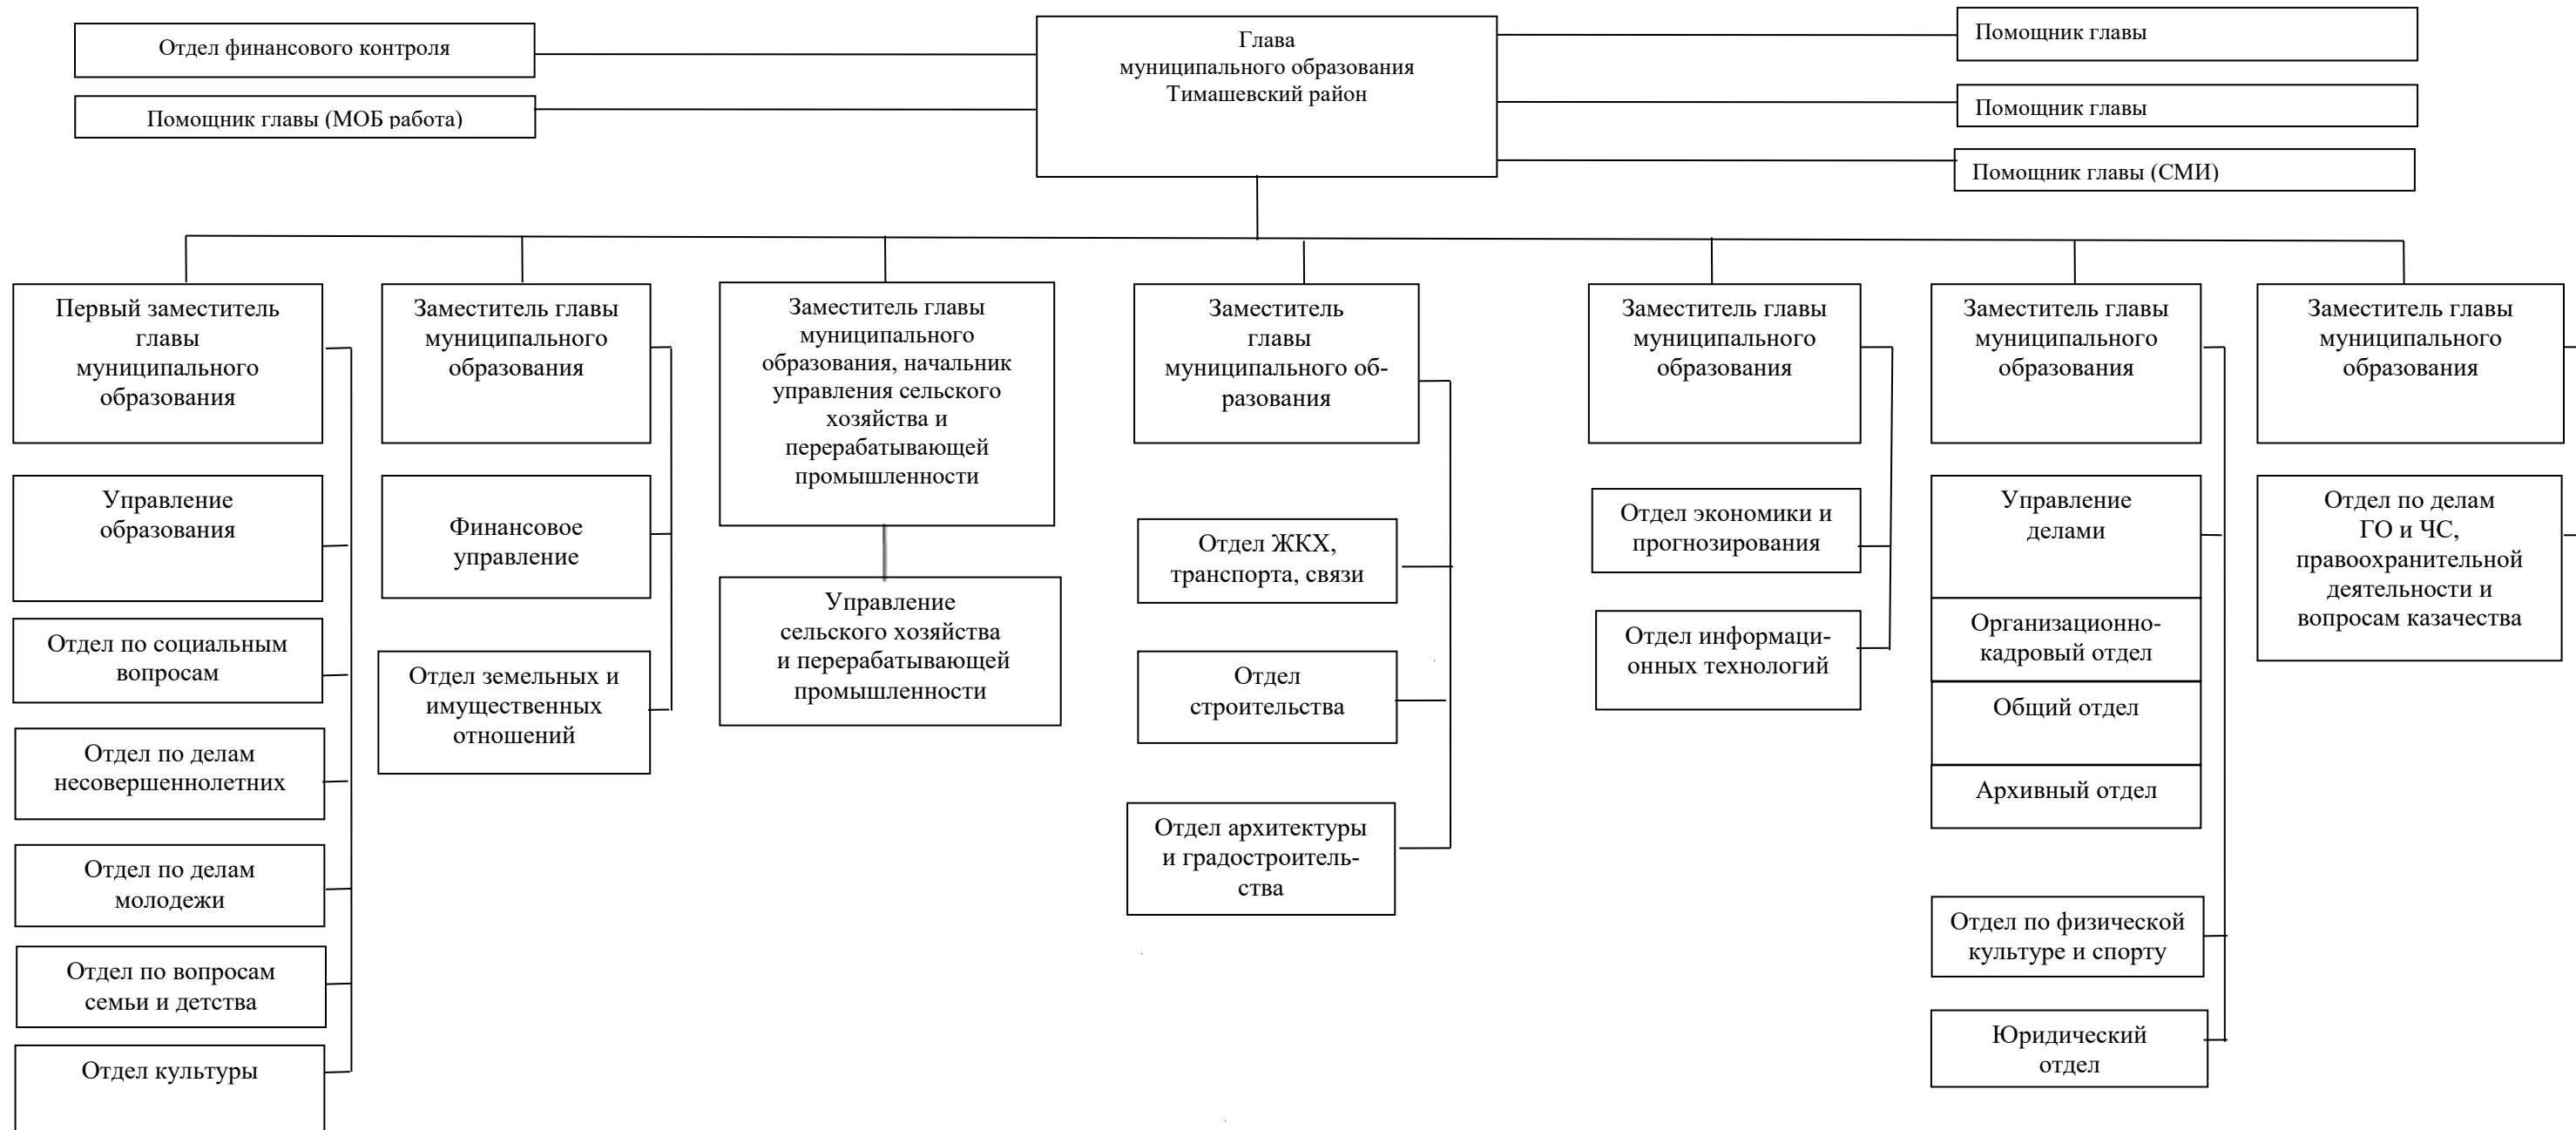 Отдел финансового контроля
Помощник главы (МОБ работа)
Глава
муниципального образования
Тимашевский район
Помощник главы
Помощник главы
Помощник главы (СМИ)
Первый заместитель
главы
муниципального
образования
Управление
образования
Отдел по социальным
вопросам
Отдел по делам
несовершеннолетних
Отдел по делам
молодежи
Отдел по вопросам
семьи и детства
Отдел культуры
Заместитель главы
муниципального
образования
Финансовое
управление
Отдел земельных и
имущественных
отношений
Заместитель главы
муниципального
образования, начальник
управления сельского
хозяйства и
перерабатывающей
промышленности
Управление
сельского хозяйства
и перерабатывающей
промышленности
Заместитель
главы
муниципального об-
разования
Отдел ЖКХ,
транспорта, связи
Отдел
строительства
Отдел архитектуры
и градостроитель-
ства
Заместитель главы
муниципального
образования
Отдел экономики и
прогнозирования
Отдел информаци-
онных технологий
Заместитель главы
муниципального
образования
Управление
делами
Организационно-
кадровый отдел
Общий отдел
Архивный отдел
Отдел по физической
культуре и спорту
Юридический
отдел
Заместитель главы
муниципального
образования
Отдел по делам
ГО и ЧС,
правоохранительной
деятельности и
вопросам казачества